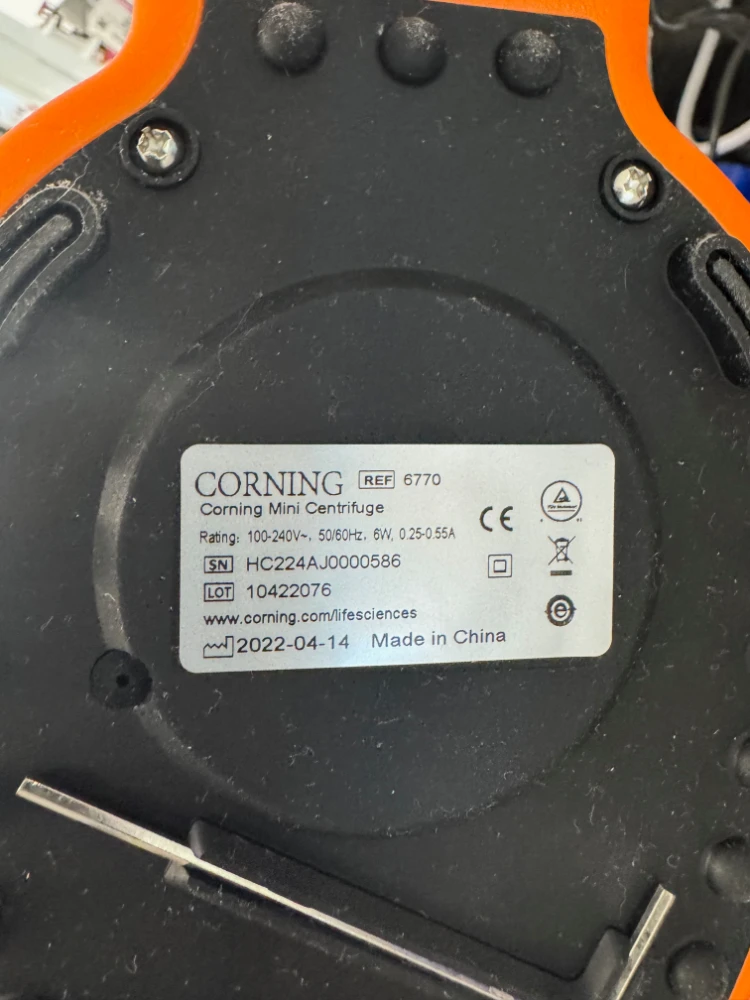 CORNING REF 6770
Corning Mini Centrifuge
Rating: 100-240V~, 50/60Hz, 6W, 0.25-0.55A
SN HC224AJ0000586
LOT 10422076
www.corning.com/lifesciences
2022-04-14 Made in China
CE